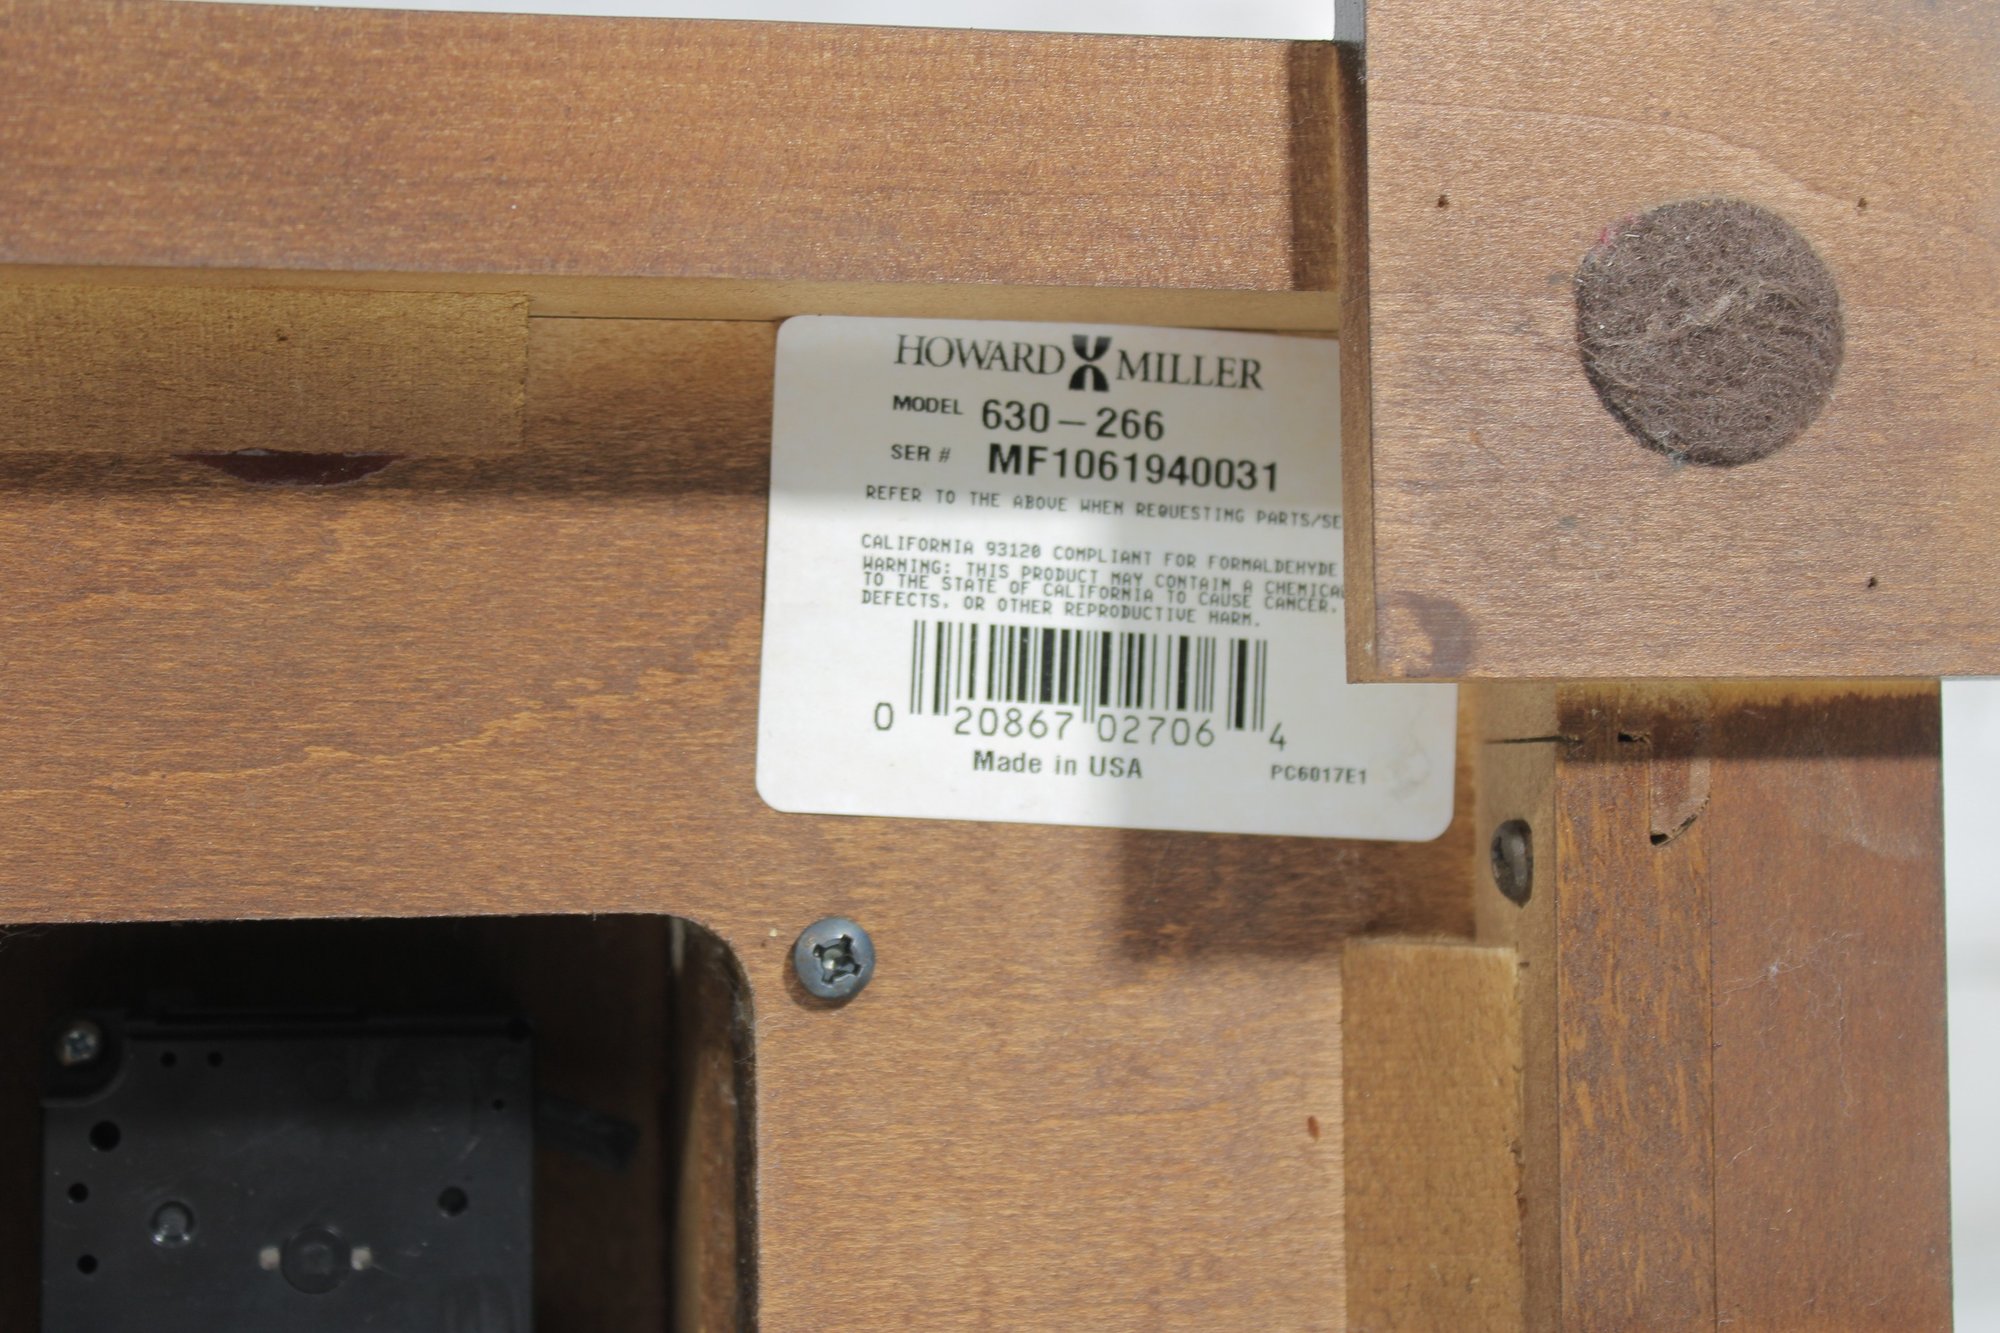 HOWARD MILLER
MODEL 630-266
SER # MF1061940031
REFER TO THE ABOVE WHEN REQUESTING PARTS/SE
CALIFORNIA 93120 COMPLIANT FOR FORMALDEHYDE
WARNING: THIS PRODUCT MAY CONTAIN A CHEMICAL
TO THE STATE OF CALIFORNIA TO CAUSE CANCER,
DEFECTS, OR OTHER REPRODUCTIVE HARM.
0 20867 02706 4
Made in USA
PC6017E1